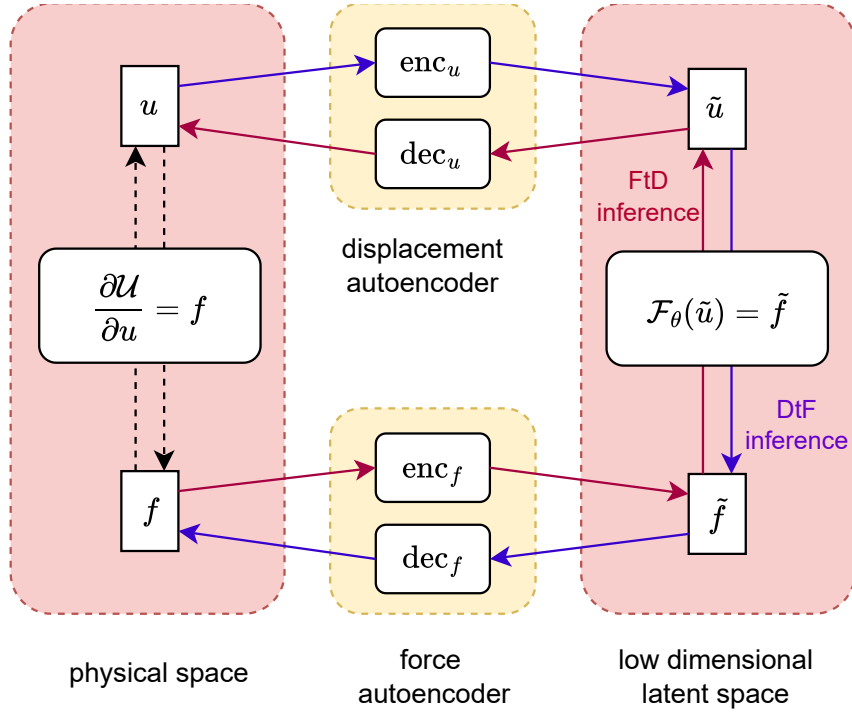 enc_u
u
ũ
dec_u
FtD
inference
displacement
autoencoder
∂𝒰/∂u = f
ℱ_θ(ũ) = f̃
DtF
inference
enc_f
f
f̃
dec_f
physical space
force
autoencoder
low dimensional
latent space